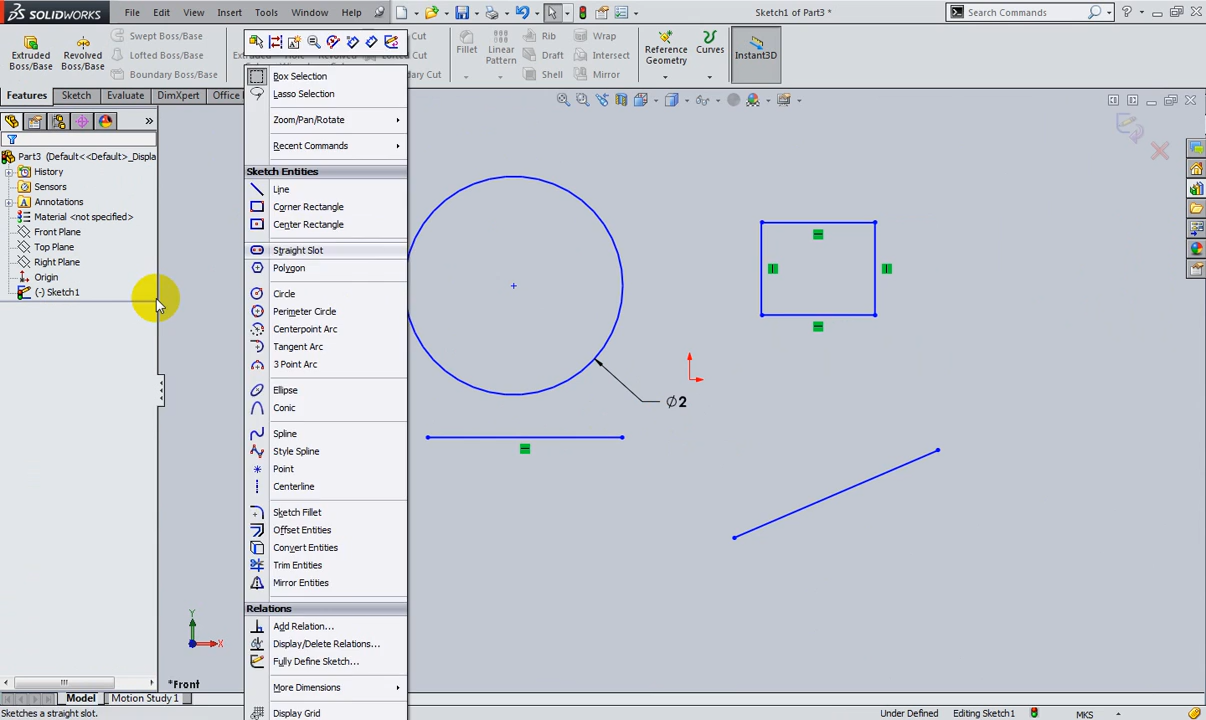 SOLIDWORKS
File Edit View Insert Tools Window Help
Sketch1 of Part3 *
Search Commands
Extruded Boss/Base
Revolved Boss/Base
Swept Boss/Base
Lofted Boss/Base
Boundary Boss/Base
Cut
Cut
Cut
Fillet
Linear Pattern
Rib
Draft
Shell
Wrap
Intersect
Mirror
Reference Geometry
Curves
Instant3D
Features Sketch Evaluate DimXpert Office
Part3 (Default<<Default>_Displa
History
Sensors
Annotations
Material <not specified>
Front Plane
Top Plane
Right Plane
Origin
(-) Sketch1
Box Selection
Lasso Selection
Zoom/Pan/Rotate
Recent Commands
Sketch Entities
Line
Corner Rectangle
Center Rectangle
Straight Slot
Polygon
Circle
Perimeter Circle
Centerpoint Arc
Tangent Arc
3 Point Arc
Ellipse
Conic
Spline
Style Spline
Point
Centerline
Sketch Fillet
Offset Entities
Convert Entities
Trim Entities
Mirror Entities
Relations
Add Relation...
Display/Delete Relations...
Fully Define Sketch...
More Dimensions
Display Grid
∅2
Y
X
*Front
Model Motion Study 1
Sketches a straight slot.
Under Defined Editing Sketch1 MKS